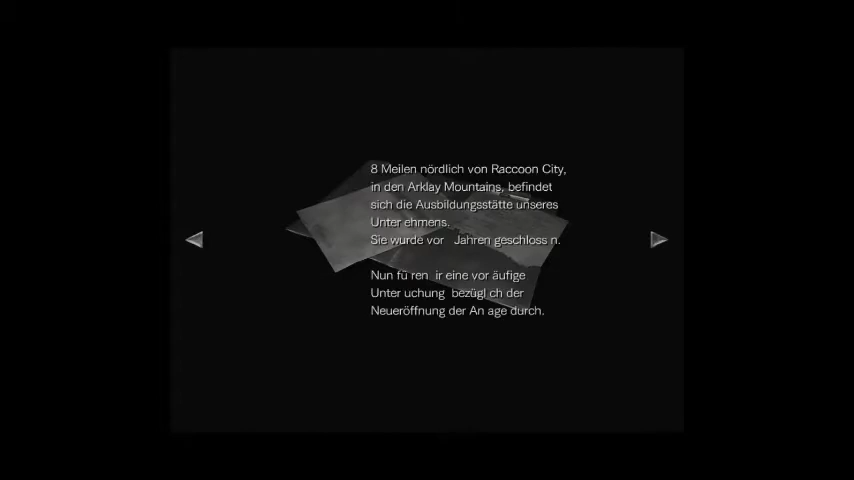 8 Meilen nördlich von Raccoon City,
in den Arklay Mountains, befindet
sich die Ausbildungsstätte unseres
Unter ehmens.
Sie wurde vor   Jahren geschloss n.
Nun fü ren  ir eine vor äufige
Unter uchung  bezügl ch der
Neueröffnung der An age durch.